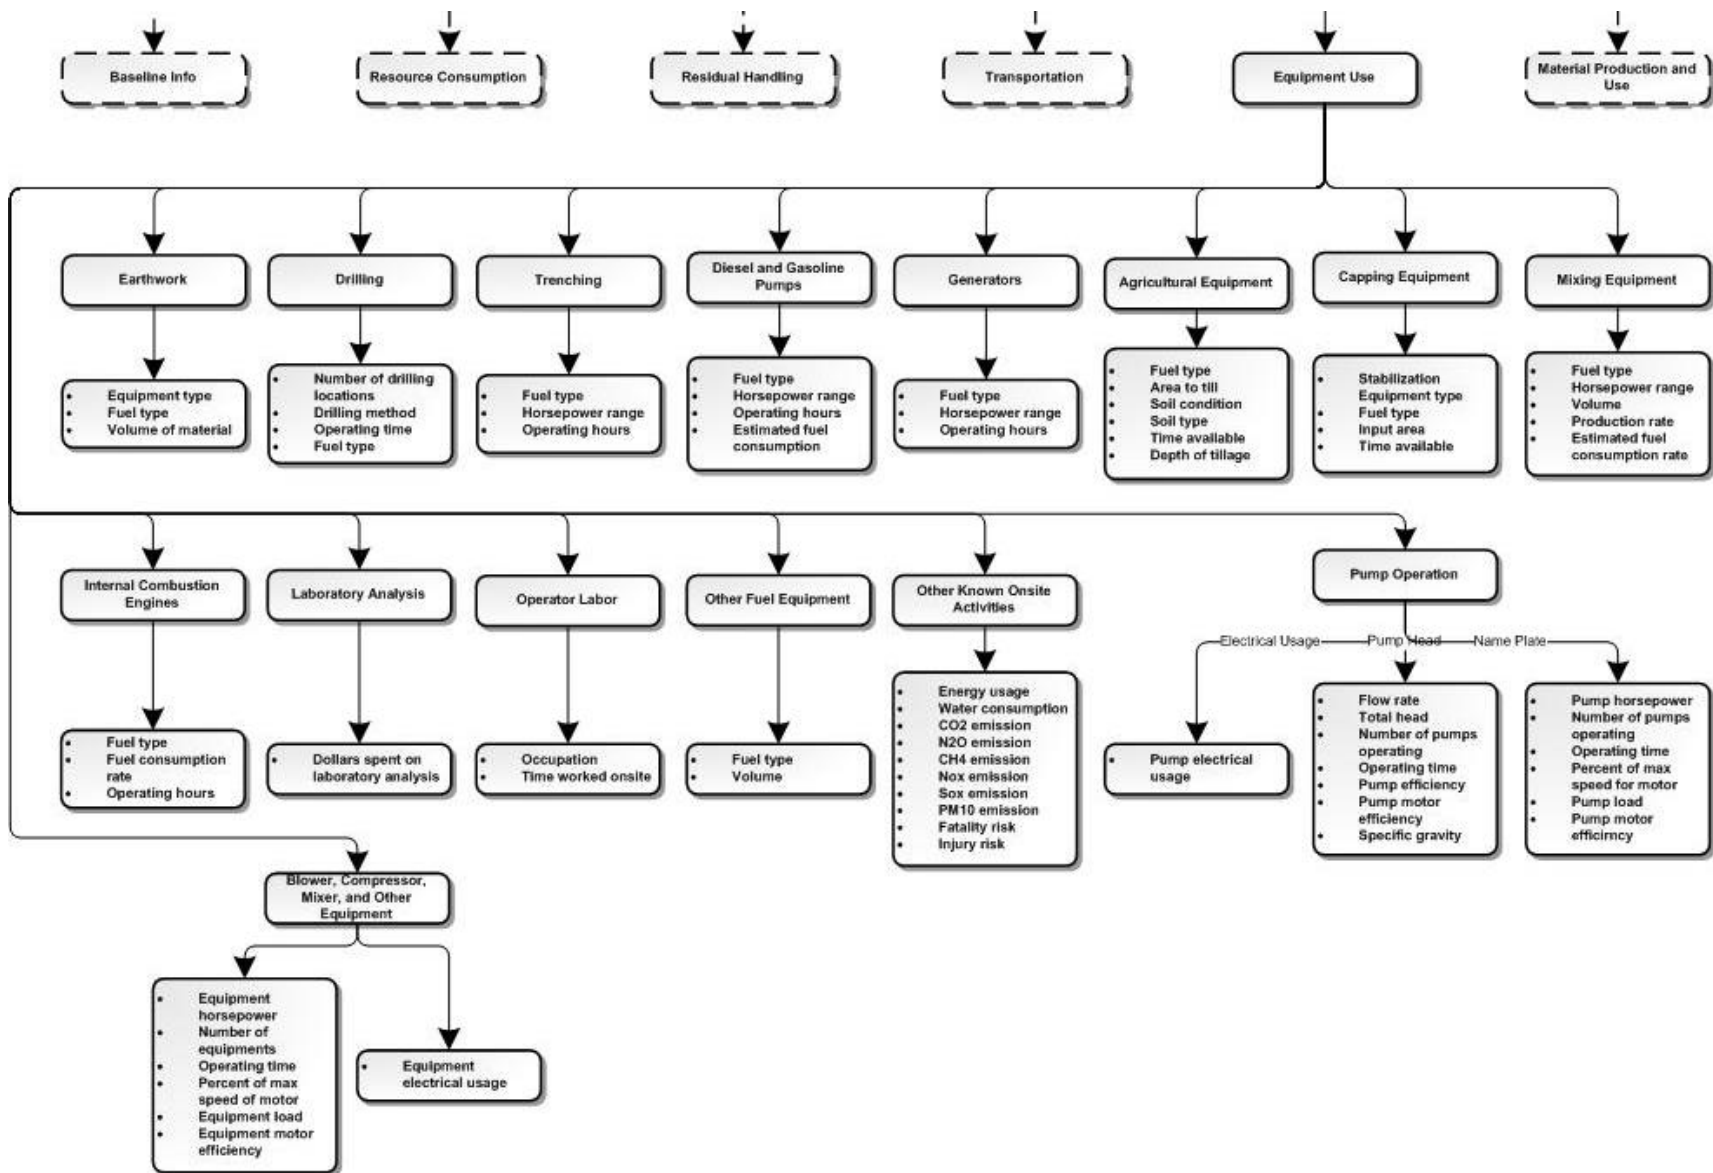 Baseline Info
Resource Consumption
Residual Handling
Transportation
Equipment Use
Material Production and
Use
Earthwork
Drilling
Trenching
Diesel and Gasoline
Pumps
Generators
Agricultural Equipment
Capping Equipment
Mixing Equipment
• Equipment type
• Fuel type
• Volume of material
• Number of drilling
locations
• Drilling method
• Operating time
• Fuel type
• Fuel type
• Horsepower range
• Operating hours
• Fuel type
• Horsepower range
• Operating hours
• Estimated fuel
consumption
• Fuel type
• Horsepower range
• Operating hours
• Fuel type
• Area to till
• Soil condition
• Soil type
• Time available
• Depth of tillage
• Stabilization
Equipment type
• Fuel type
• Input area
• Time available
• Fuel type
• Horsepower range
• Volume
• Production rate
• Estimated fuel
consumption rate
Internal Combustion
Engines
Laboratory Analysis
Operator Labor
Other Fuel Equipment
Other Known Onsite
Activities
Pump Operation
Electrical Usage
Pump Head
Name Plate
• Fuel type
• Fuel consumption
rate
• Operating hours
• Dollars spent on
laboratory analysis
• Occupation
• Time worked onsite
• Fuel type
• Volume
• Energy usage
• Water consumption
• CO2 emission
• N2O emission
• CH4 emission
• Nox emission
• Sox emission
• PM10 emission
• Fatality risk
• Injury risk
• Pump electrical
usage
• Flow rate
• Total head
• Number of pumps
operating
• Operating time
• Pump efficiency
• Pump motor
efficiency
• Specific gravity
• Pump horsepower
• Number of pumps
operating
• Operating time
• Percent of max
speed for motor
• Pump load
• Pump motor
efficirncy
Blower, Compressor,
Mixer, and Other
Equipment
• Equipment
horsepower
• Number of
equipments
• Operating time
• Percent of max
speed of motor
• Equipment load
• Equipment motor
efficiency
• Equipment
electrical usage